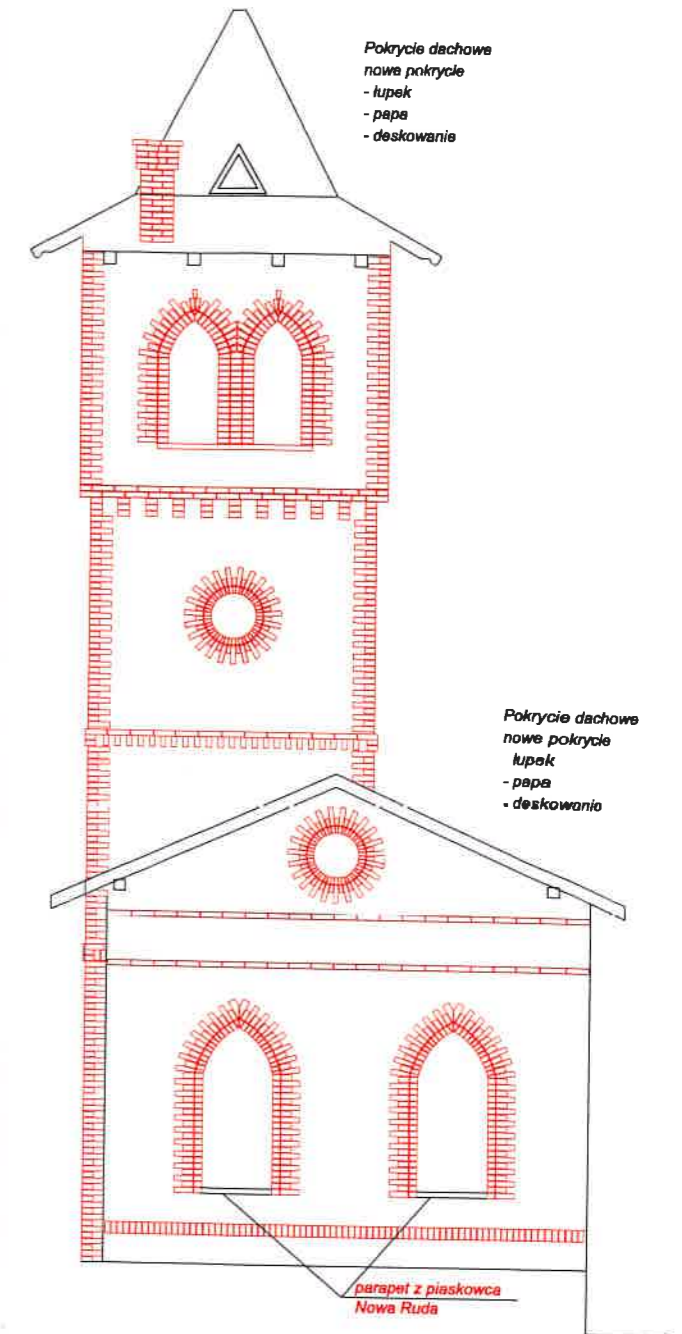 Pokrycie dachowe
nowe pokrycie
- łupek
- papa
- deskowanie
Pokrycie dachowe
nowe pokrycie
łupek
- papa
- deskowanie
parapet z piaskowca
Nowa Ruda